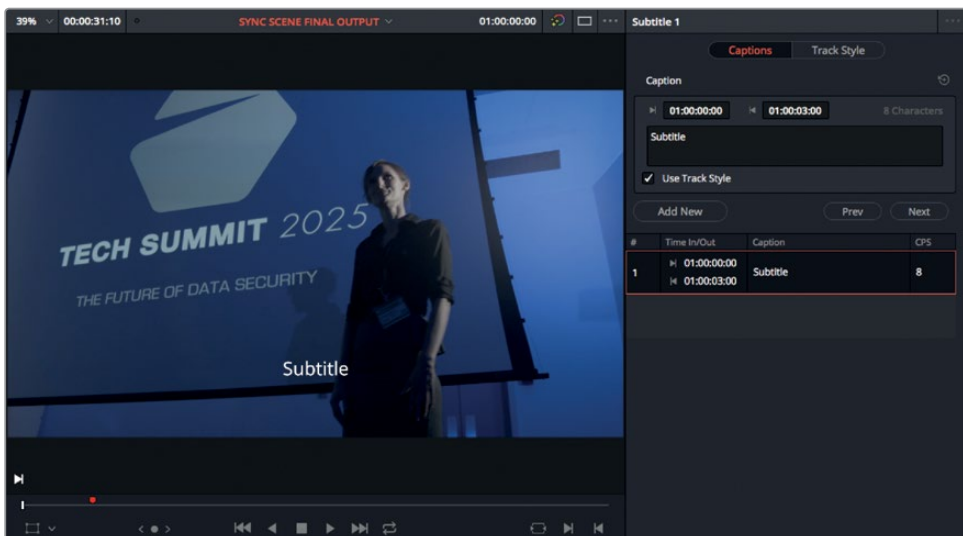 39% 00:00:31:10 SYNC SCENE FINAL OUTPUT 01:00:00:00 ••• Subtitle 1 •••
Captions Track Style
Caption
01:00:00:00 01:00:03:00 8 Characters
Subtitle
Use Track Style
Add New Prev Next
# Time In/Out Caption CPS
1 01:00:00:00 Subtitle 8
01:00:03:00
TECH SUMMIT 2025
THE FUTURE OF DATA SECURITY
Subtitle